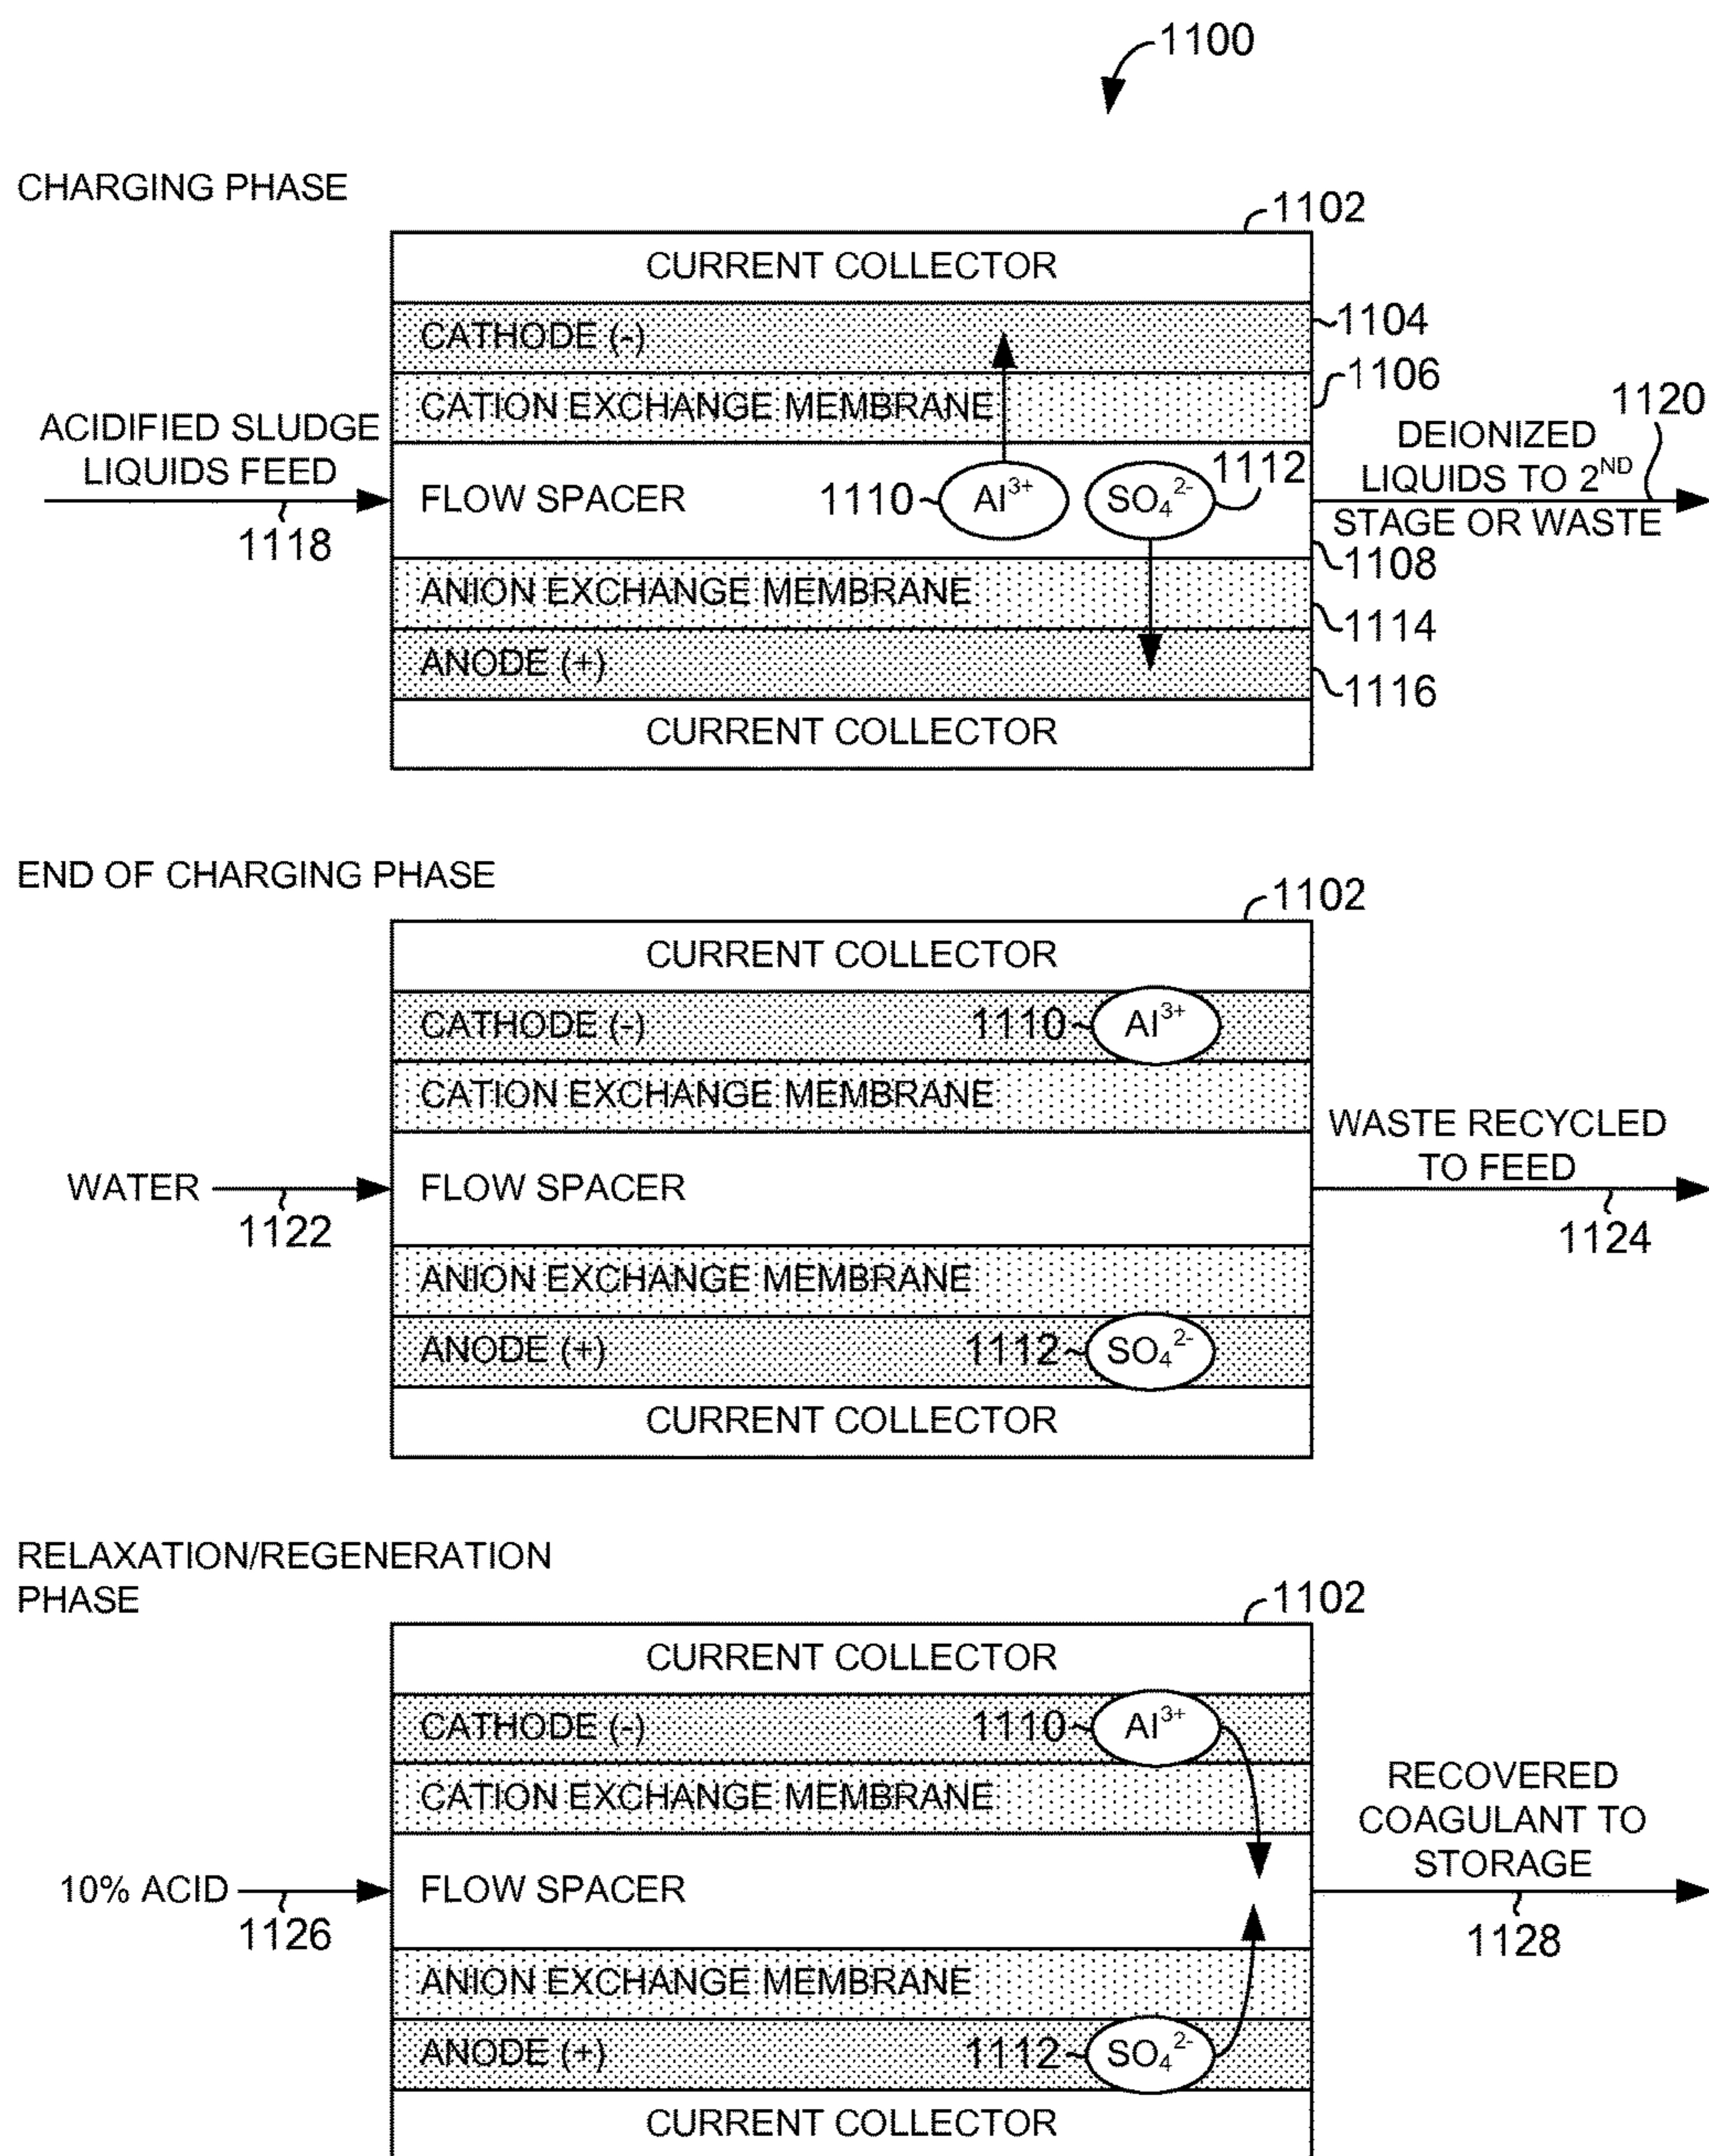 1100
CHARGING PHASE
1102
CURRENT COLLECTOR
CATHODE (-)
1104
CATION EXCHANGE MEMBRANE
1106
ACIDIFIED SLUDGE
LIQUIDS FEED
1118
FLOW SPACER
1110
Al³⁺
SO₄²⁻
1112
1120
DEIONIZED
LIQUIDS TO 2ᴺᴰ
STAGE OR WASTE
1108
ANION EXCHANGE MEMBRANE
1114
ANODE (+)
1116
CURRENT COLLECTOR
END OF CHARGING PHASE
1102
CURRENT COLLECTOR
CATHODE (-)
1110
Al³⁺
CATION EXCHANGE MEMBRANE
WATER
1122
FLOW SPACER
WASTE RECYCLED
TO FEED
1124
ANION EXCHANGE MEMBRANE
ANODE (+)
1112
SO₄²⁻
CURRENT COLLECTOR
RELAXATION/REGENERATION
PHASE
1102
CURRENT COLLECTOR
CATHODE (-)
1110
Al³⁺
CATION EXCHANGE MEMBRANE
10% ACID
1126
FLOW SPACER
RECOVERED
COAGULANT TO
STORAGE
1128
ANION EXCHANGE MEMBRANE
ANODE (+)
1112
SO₄²⁻
CURRENT COLLECTOR